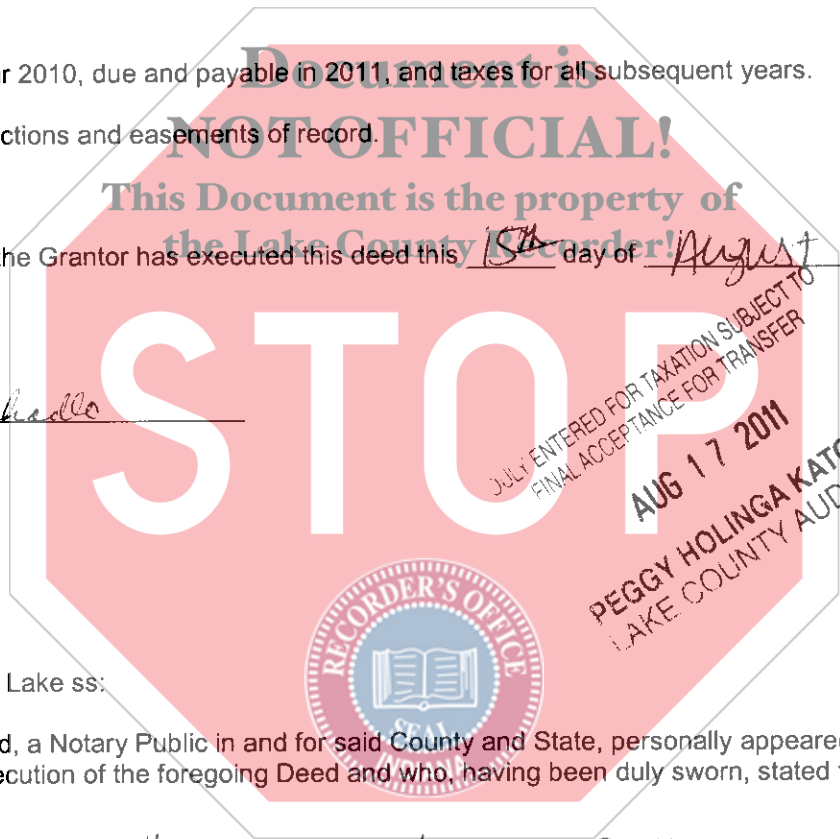 Document is
r 2010, due and payable in 2011, and taxes for all subsequent years.
NOT OFFICIAL!
ctions and easements of record.
This Document is the property of
the Lake County Recorder!
he Grantor has executed this deed this 15th day of August
STOP
DULY ENTERED FOR TAXATION SUBJECT TO
FINAL ACCEPTANCE FOR TRANSFER
AUG 17 2011
PEGGY HOLINGA KATO
LAKE COUNTY AUD
RECORDER'S OFFICE
SEAL
INDIANA
Lake ss:
d, a Notary Public in and for said County and State, personally appeared
ecution of the foregoing Deed and who, having been duly sworn, stated